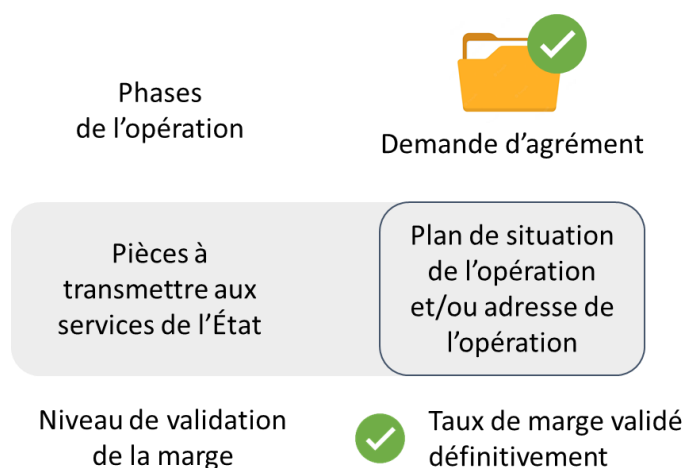 Phases
de l’opération
Demande d’agrément
Pièces à
transmettre aux
services de l’État
Plan de situation
de l’opération
et/ou adresse de
l’opération
Niveau de validation
de la marge
Taux de marge validé
définitivement